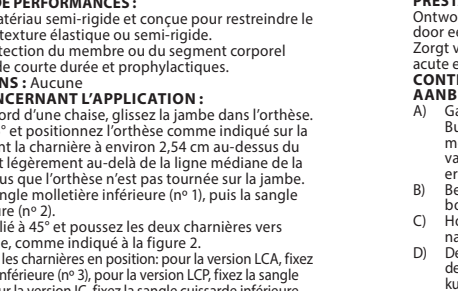 DE PERFORMANCES :
matériau semi-rigide et conçue pour restreindre le
texture élastique ou semi-rigide.
tection du membre ou du segment corporel
de courte durée et prophylactiques.
NS : Aucune
NCERNANT L'APPLICATION :
ord d'une chaise, glissez la jambe dans l'orthèse.
° et positionnez l'orthèse comme indiqué sur la
nt la charnière à environ 2,54 cm au-dessus du
t légèrement au-delà de la ligne médiane de la
us que l'orthèse n'est pas tournée sur la jambe.
ngle molletière inférieure (nº 1), puis la sangle
ure (nº 2).
lié à 45° et poussez les deux charnières vers
e, comme indiqué à la figure 2.
les charnières en position: pour la version LCA, fixez
nférieure (nº 3), pour la version LCP, fixez la sangle
ur la version IC, fixez la sangle cuissarde inférieure
PREST
Ontwo
door ee
Zorgt v
acute e
CONTR
AANB
A) Ga
Bu
m
va
er
B) Be
bo
C) Ho
na
D) De
de
ku